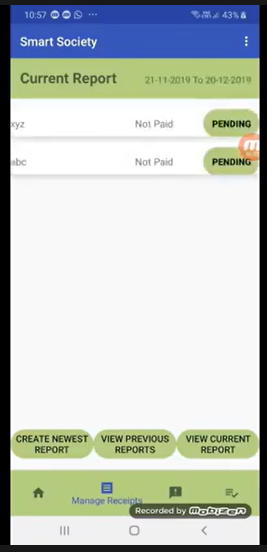 10:57 43%
Smart Society
Current Report 21-11-2019 To 20-12-2019
xyz Not Paid PENDING
abc Not Paid PENDING
CREATE NEWEST REPORT
VIEW PREVIOUS REPORTS
VIEW CURRENT REPORT
Manage Receipts
Recorded by mobizen